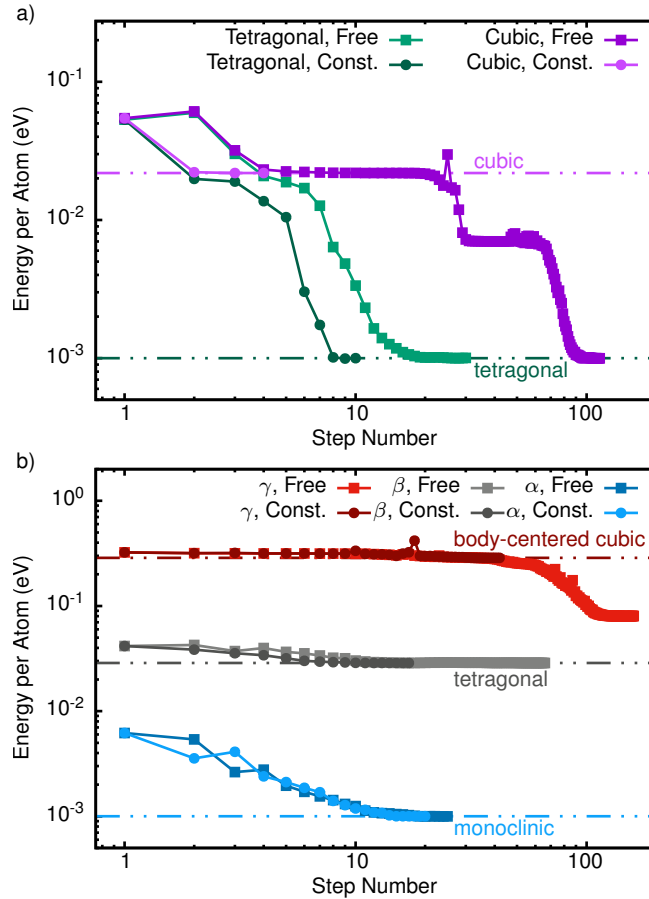 a)
Tetragonal, Free
Cubic, Free
Tetragonal, Const.
Cubic, Const.
10⁻¹
10⁻²
10⁻³
Energy per Atom (eV)
cubic
tetragonal
1
10
100
Step Number
b)
γ, Free
β, Free
α, Free
γ, Const.
β, Const.
α, Const.
10⁰
10⁻¹
10⁻²
10⁻³
Energy per Atom (eV)
body-centered cubic
tetragonal
monoclinic
1
10
100
Step Number